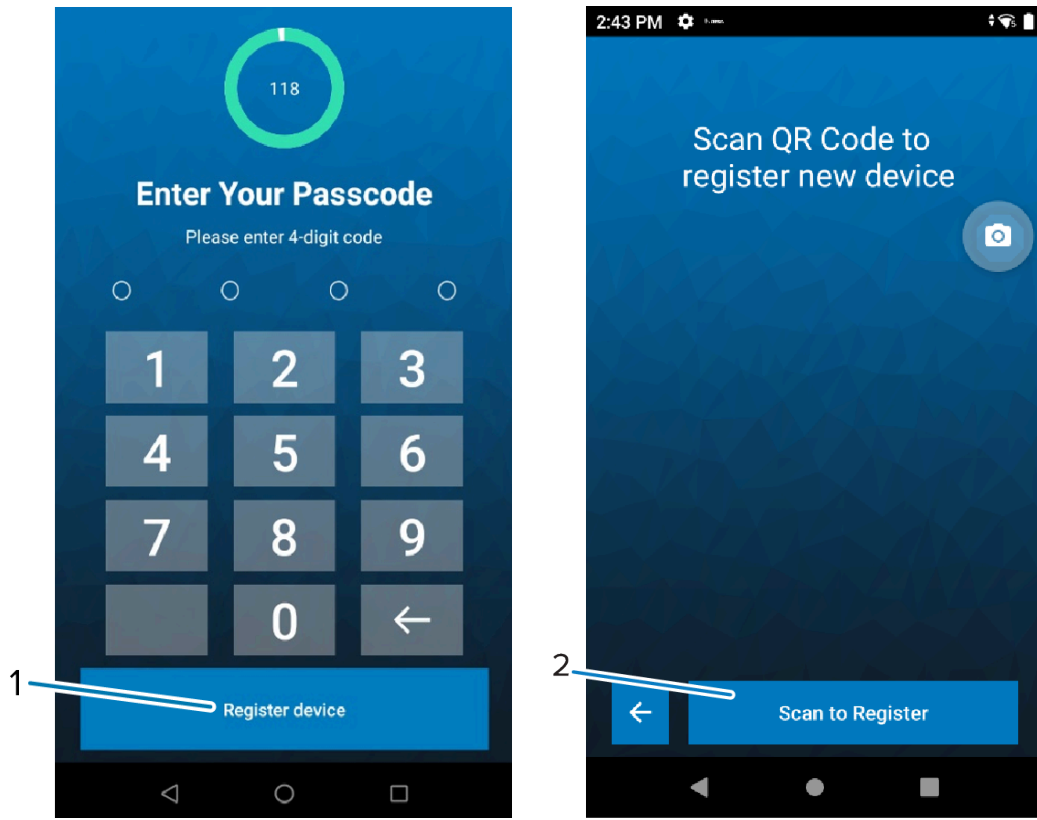 118
Enter Your Passcode
Please enter 4-digit code
1 2 3
4 5 6
7 8 9
0
1
Register device
2:43 PM
Scan QR Code to
register new device
2
Scan to Register